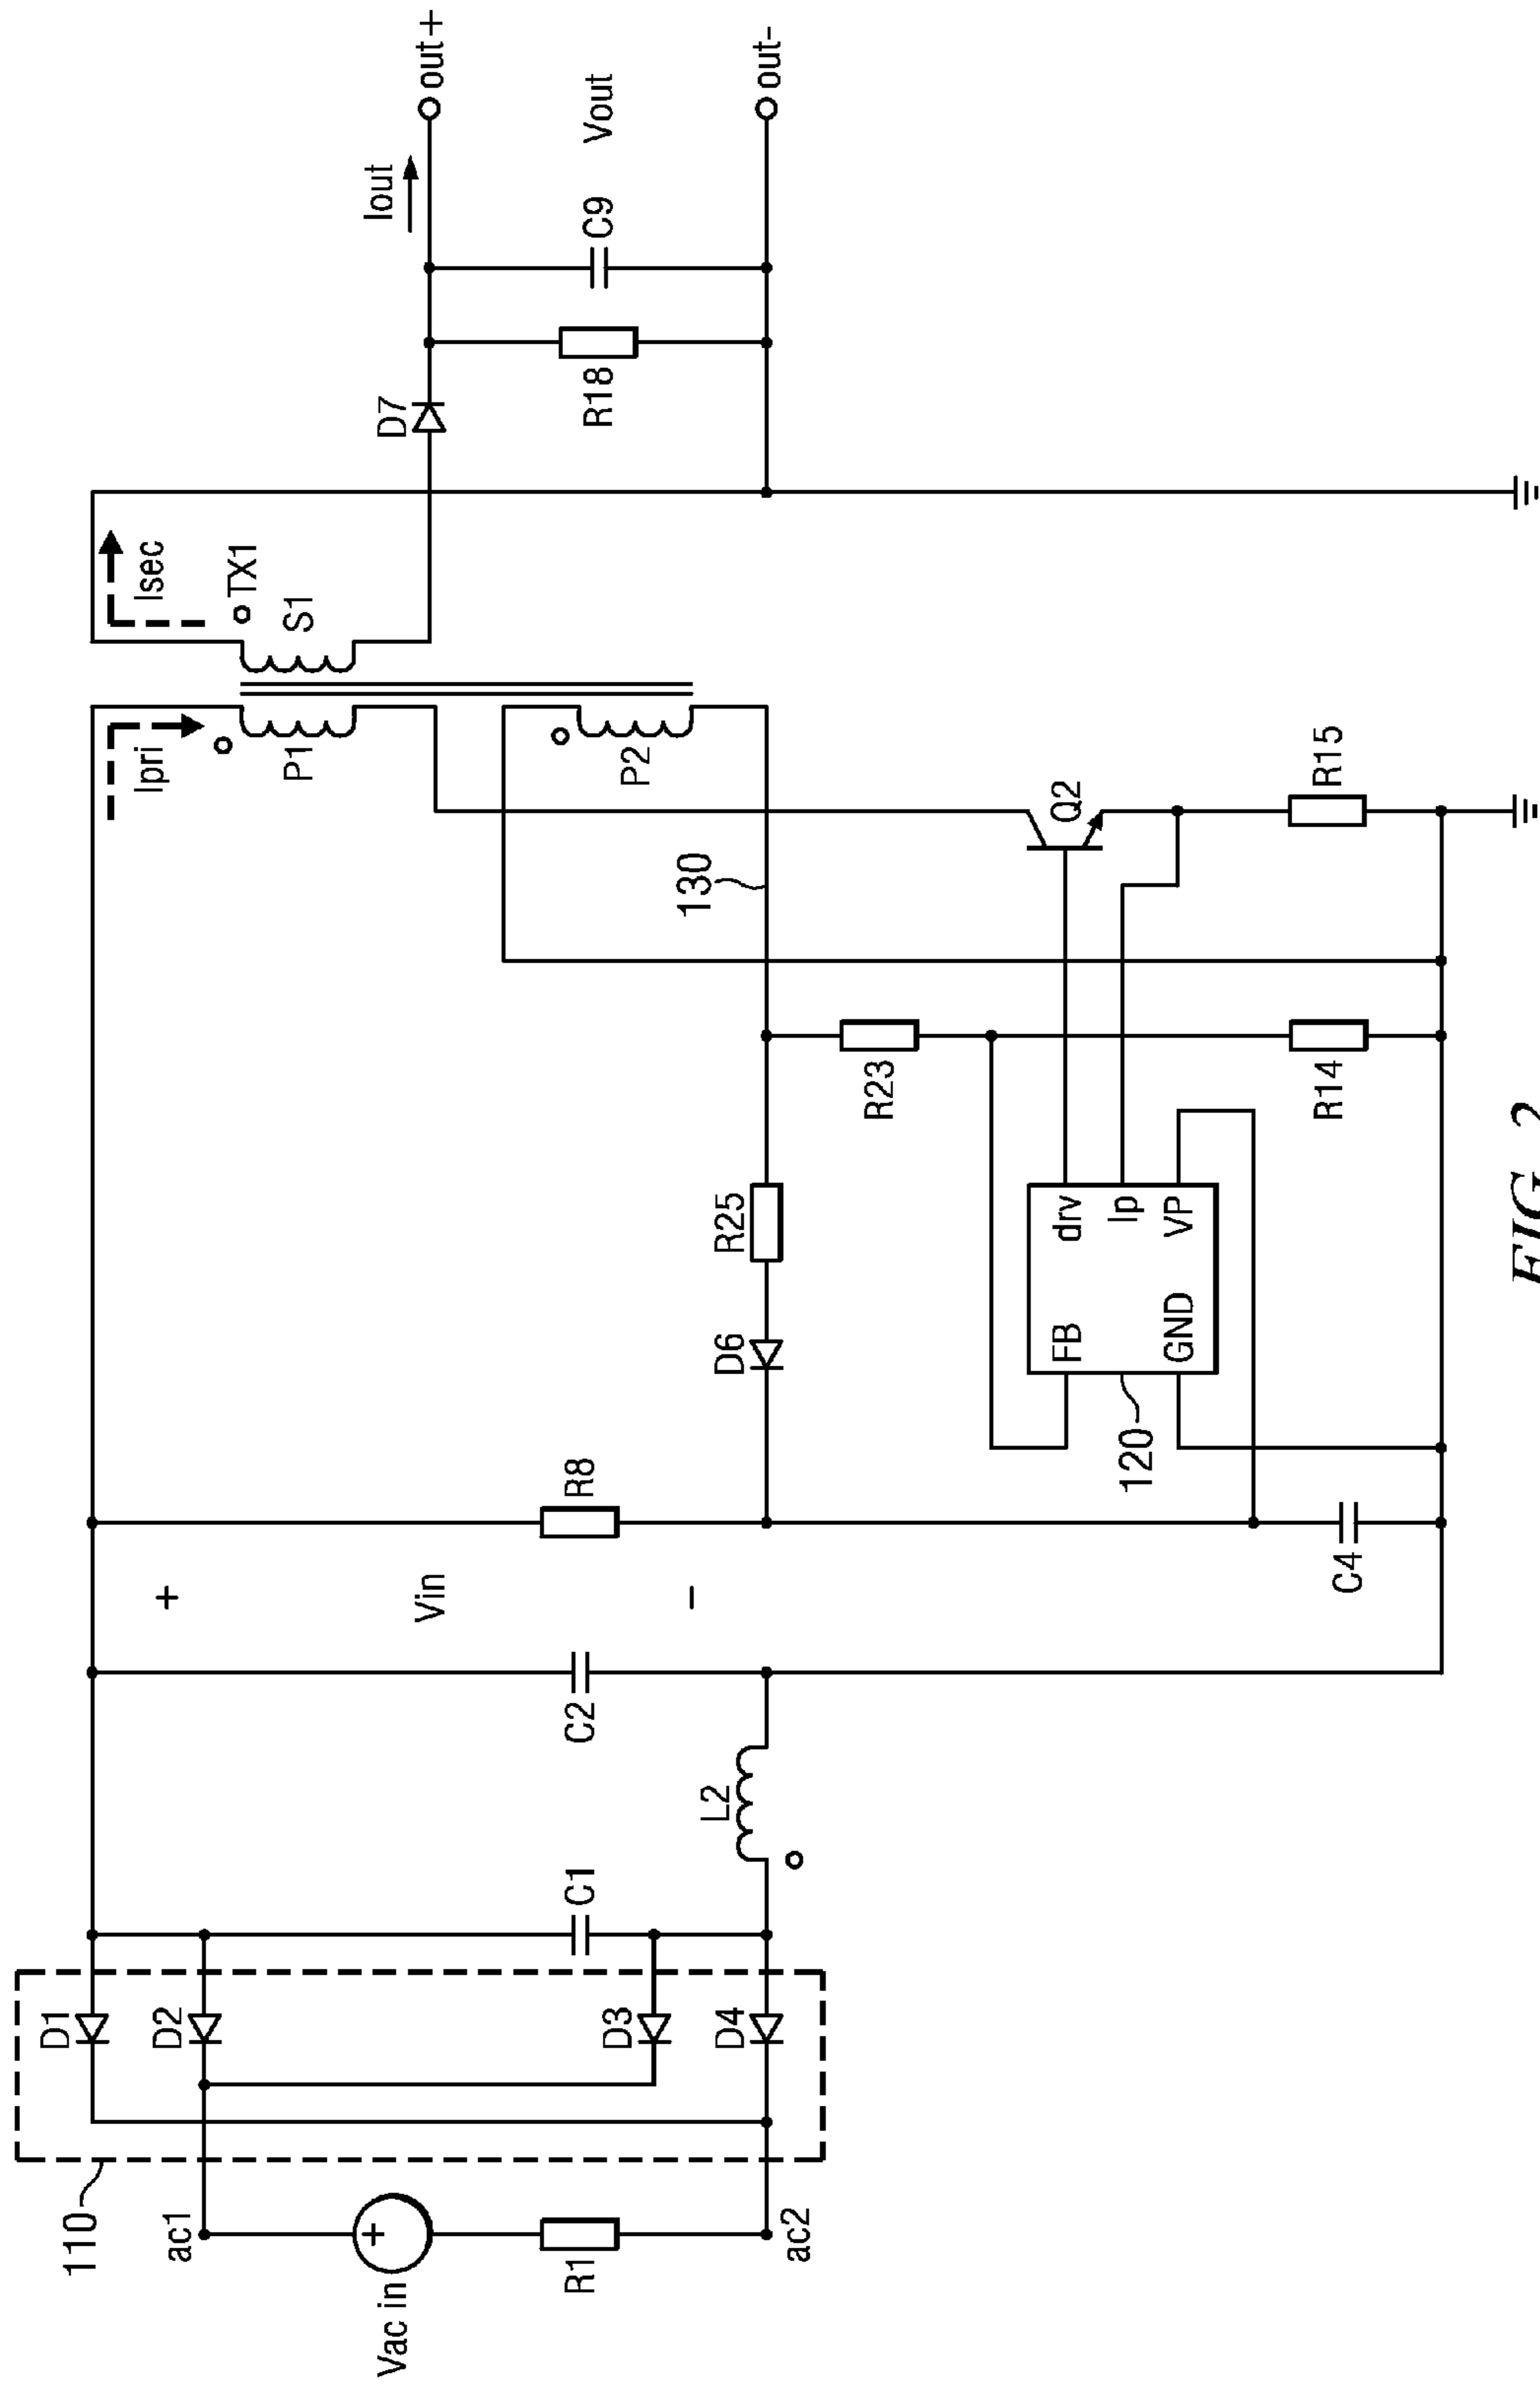 out+
out-
Iout
Vout
C9
R18
D7
Isec
TX1
S1
Ipri
P1
P2
Q2
R15
130
R23
R14
R25
drv
Ip
VP
FB
GND
D6
120
R8
C4
+
Vin
−
C2
L2
C1
D1
D2
D3
D4
110
ac1
+
ac2
R1
Vac in
FIG. 2